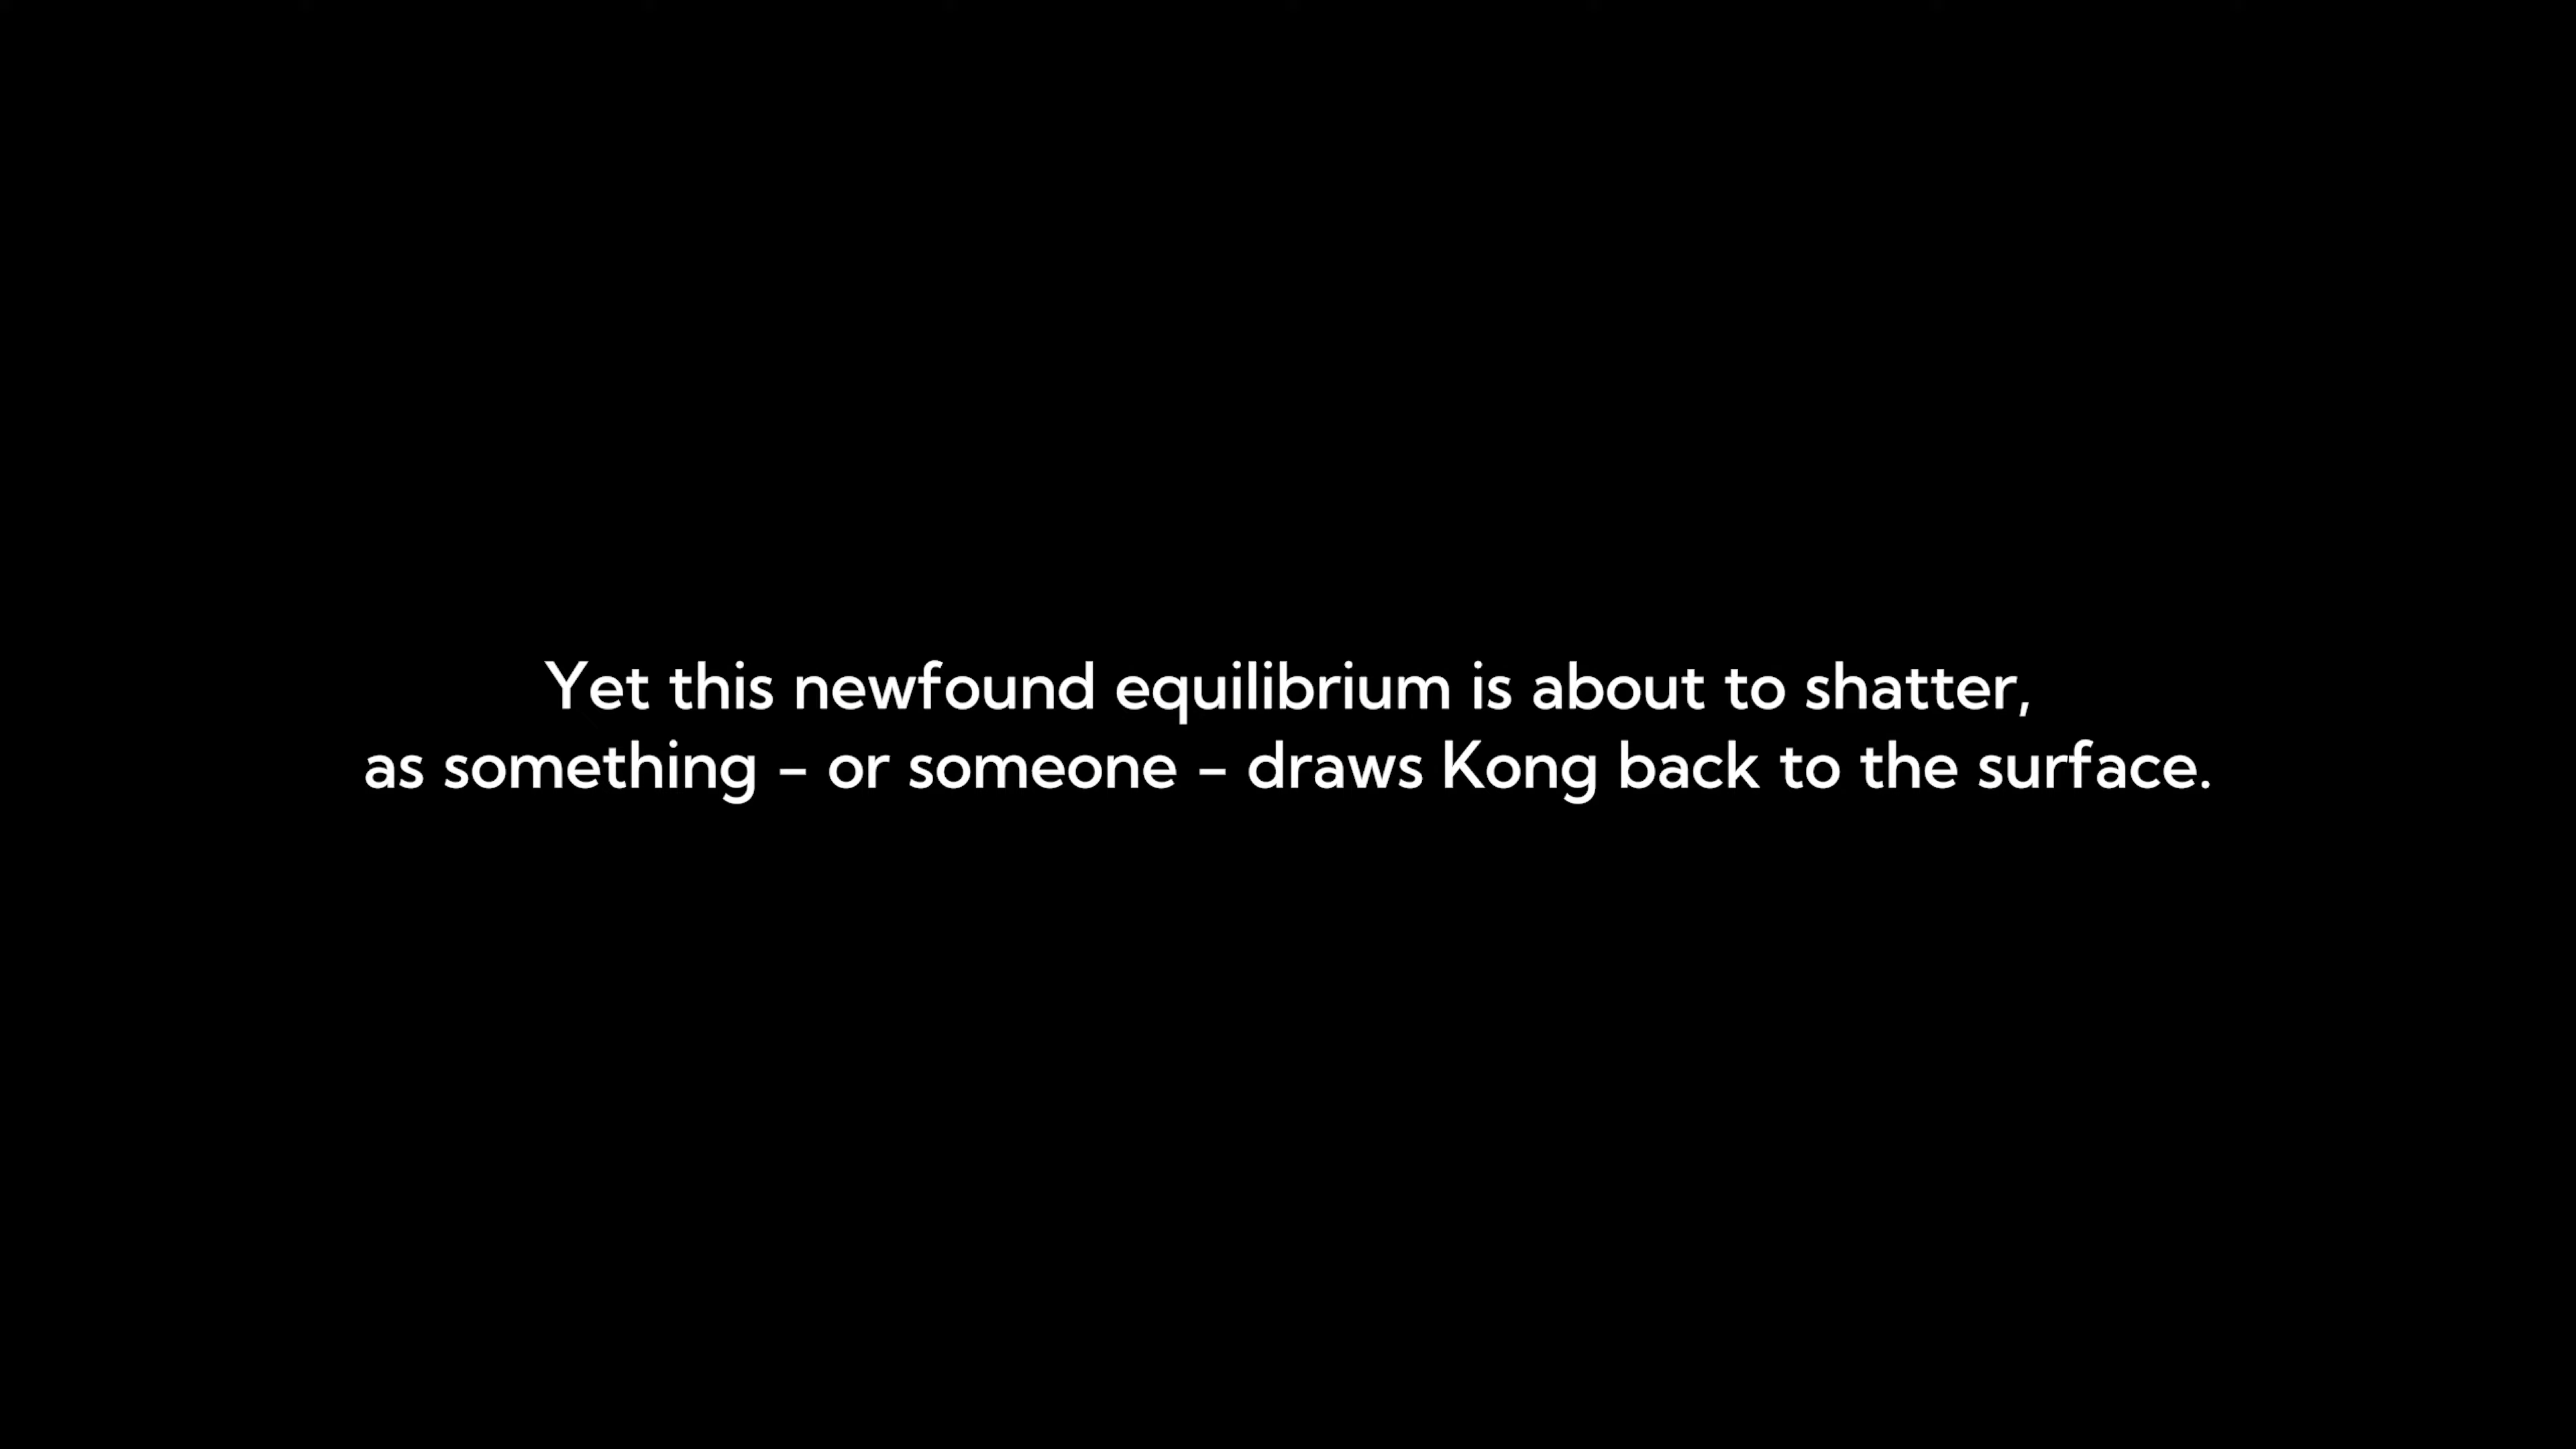 Yet this newfound equilibrium is about to shatter,
as something – or someone – draws Kong back to the surface.